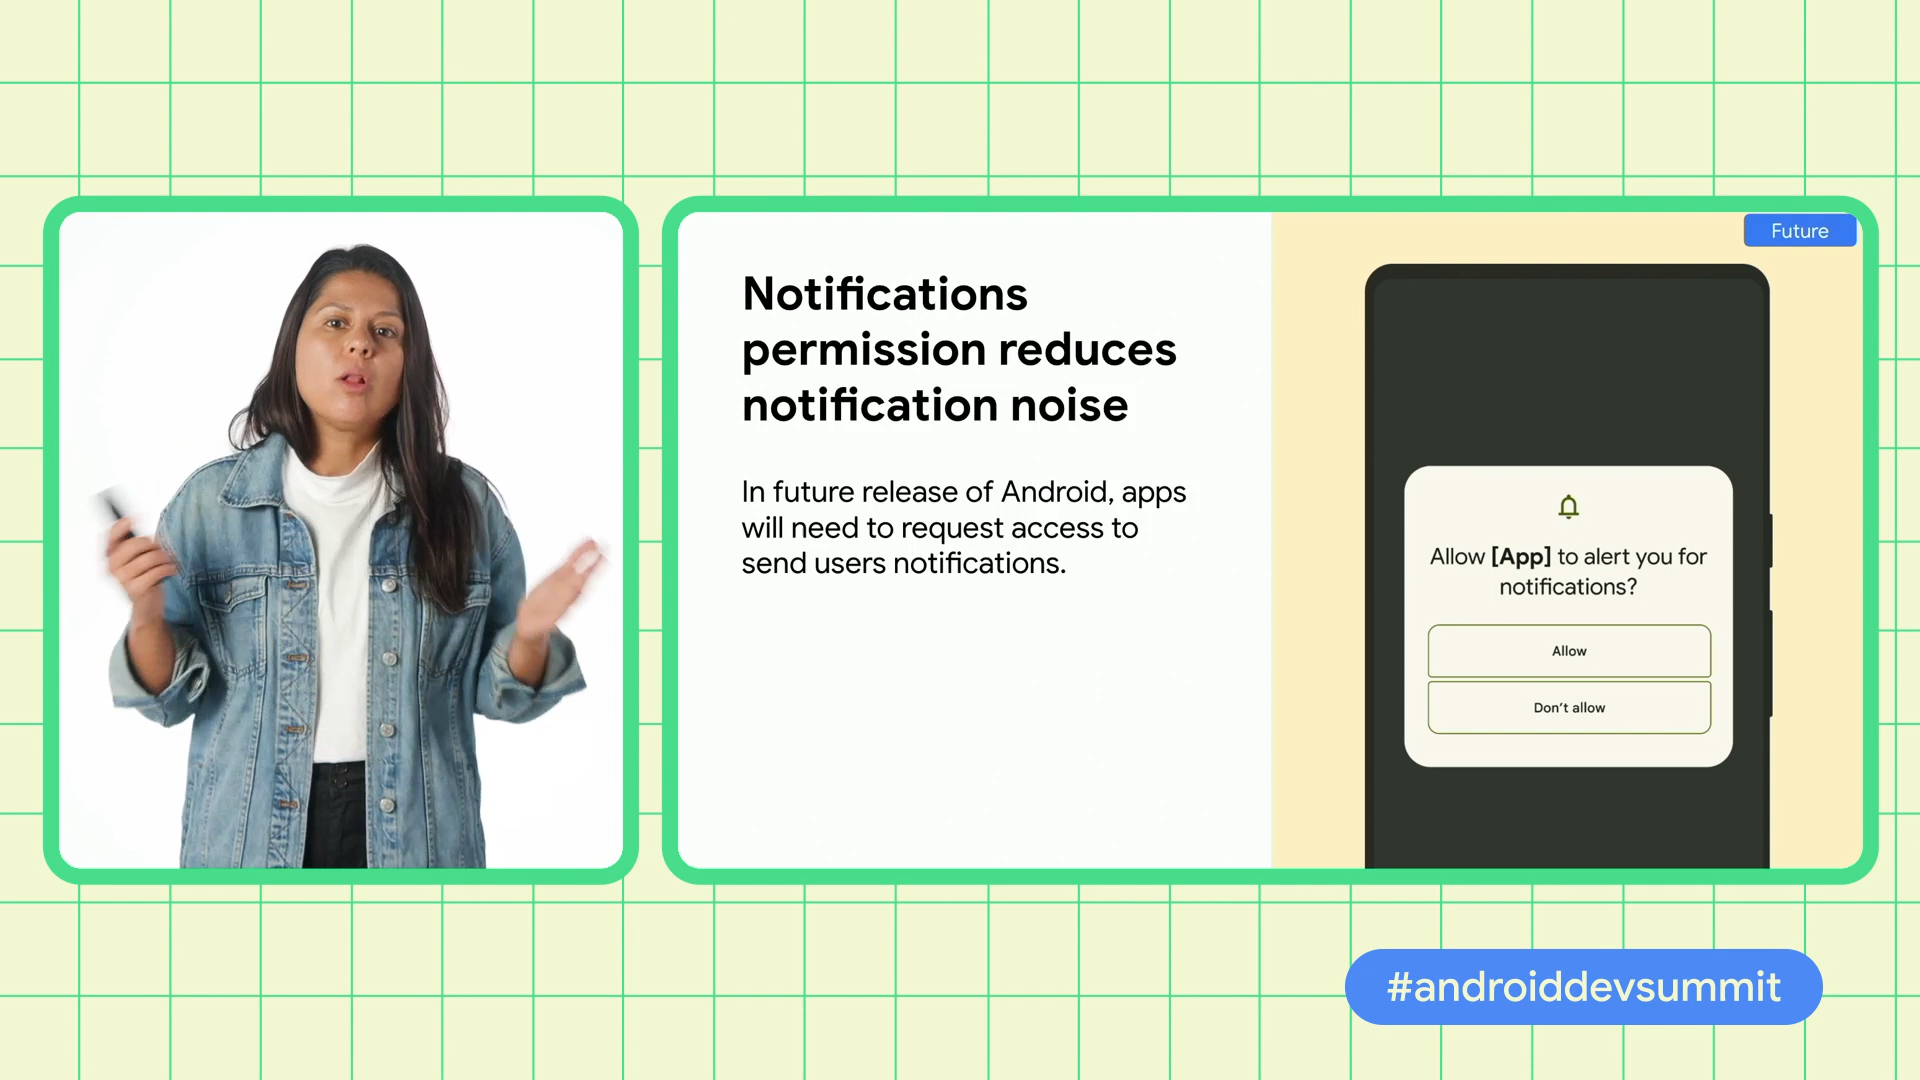 Future
Notifications
permission reduces
notification noise
In future release of Android, apps
will need to request access to
send users notifications.
Allow [App] to alert you for
notifications?
Allow
Don’t allow
#androiddevsummit